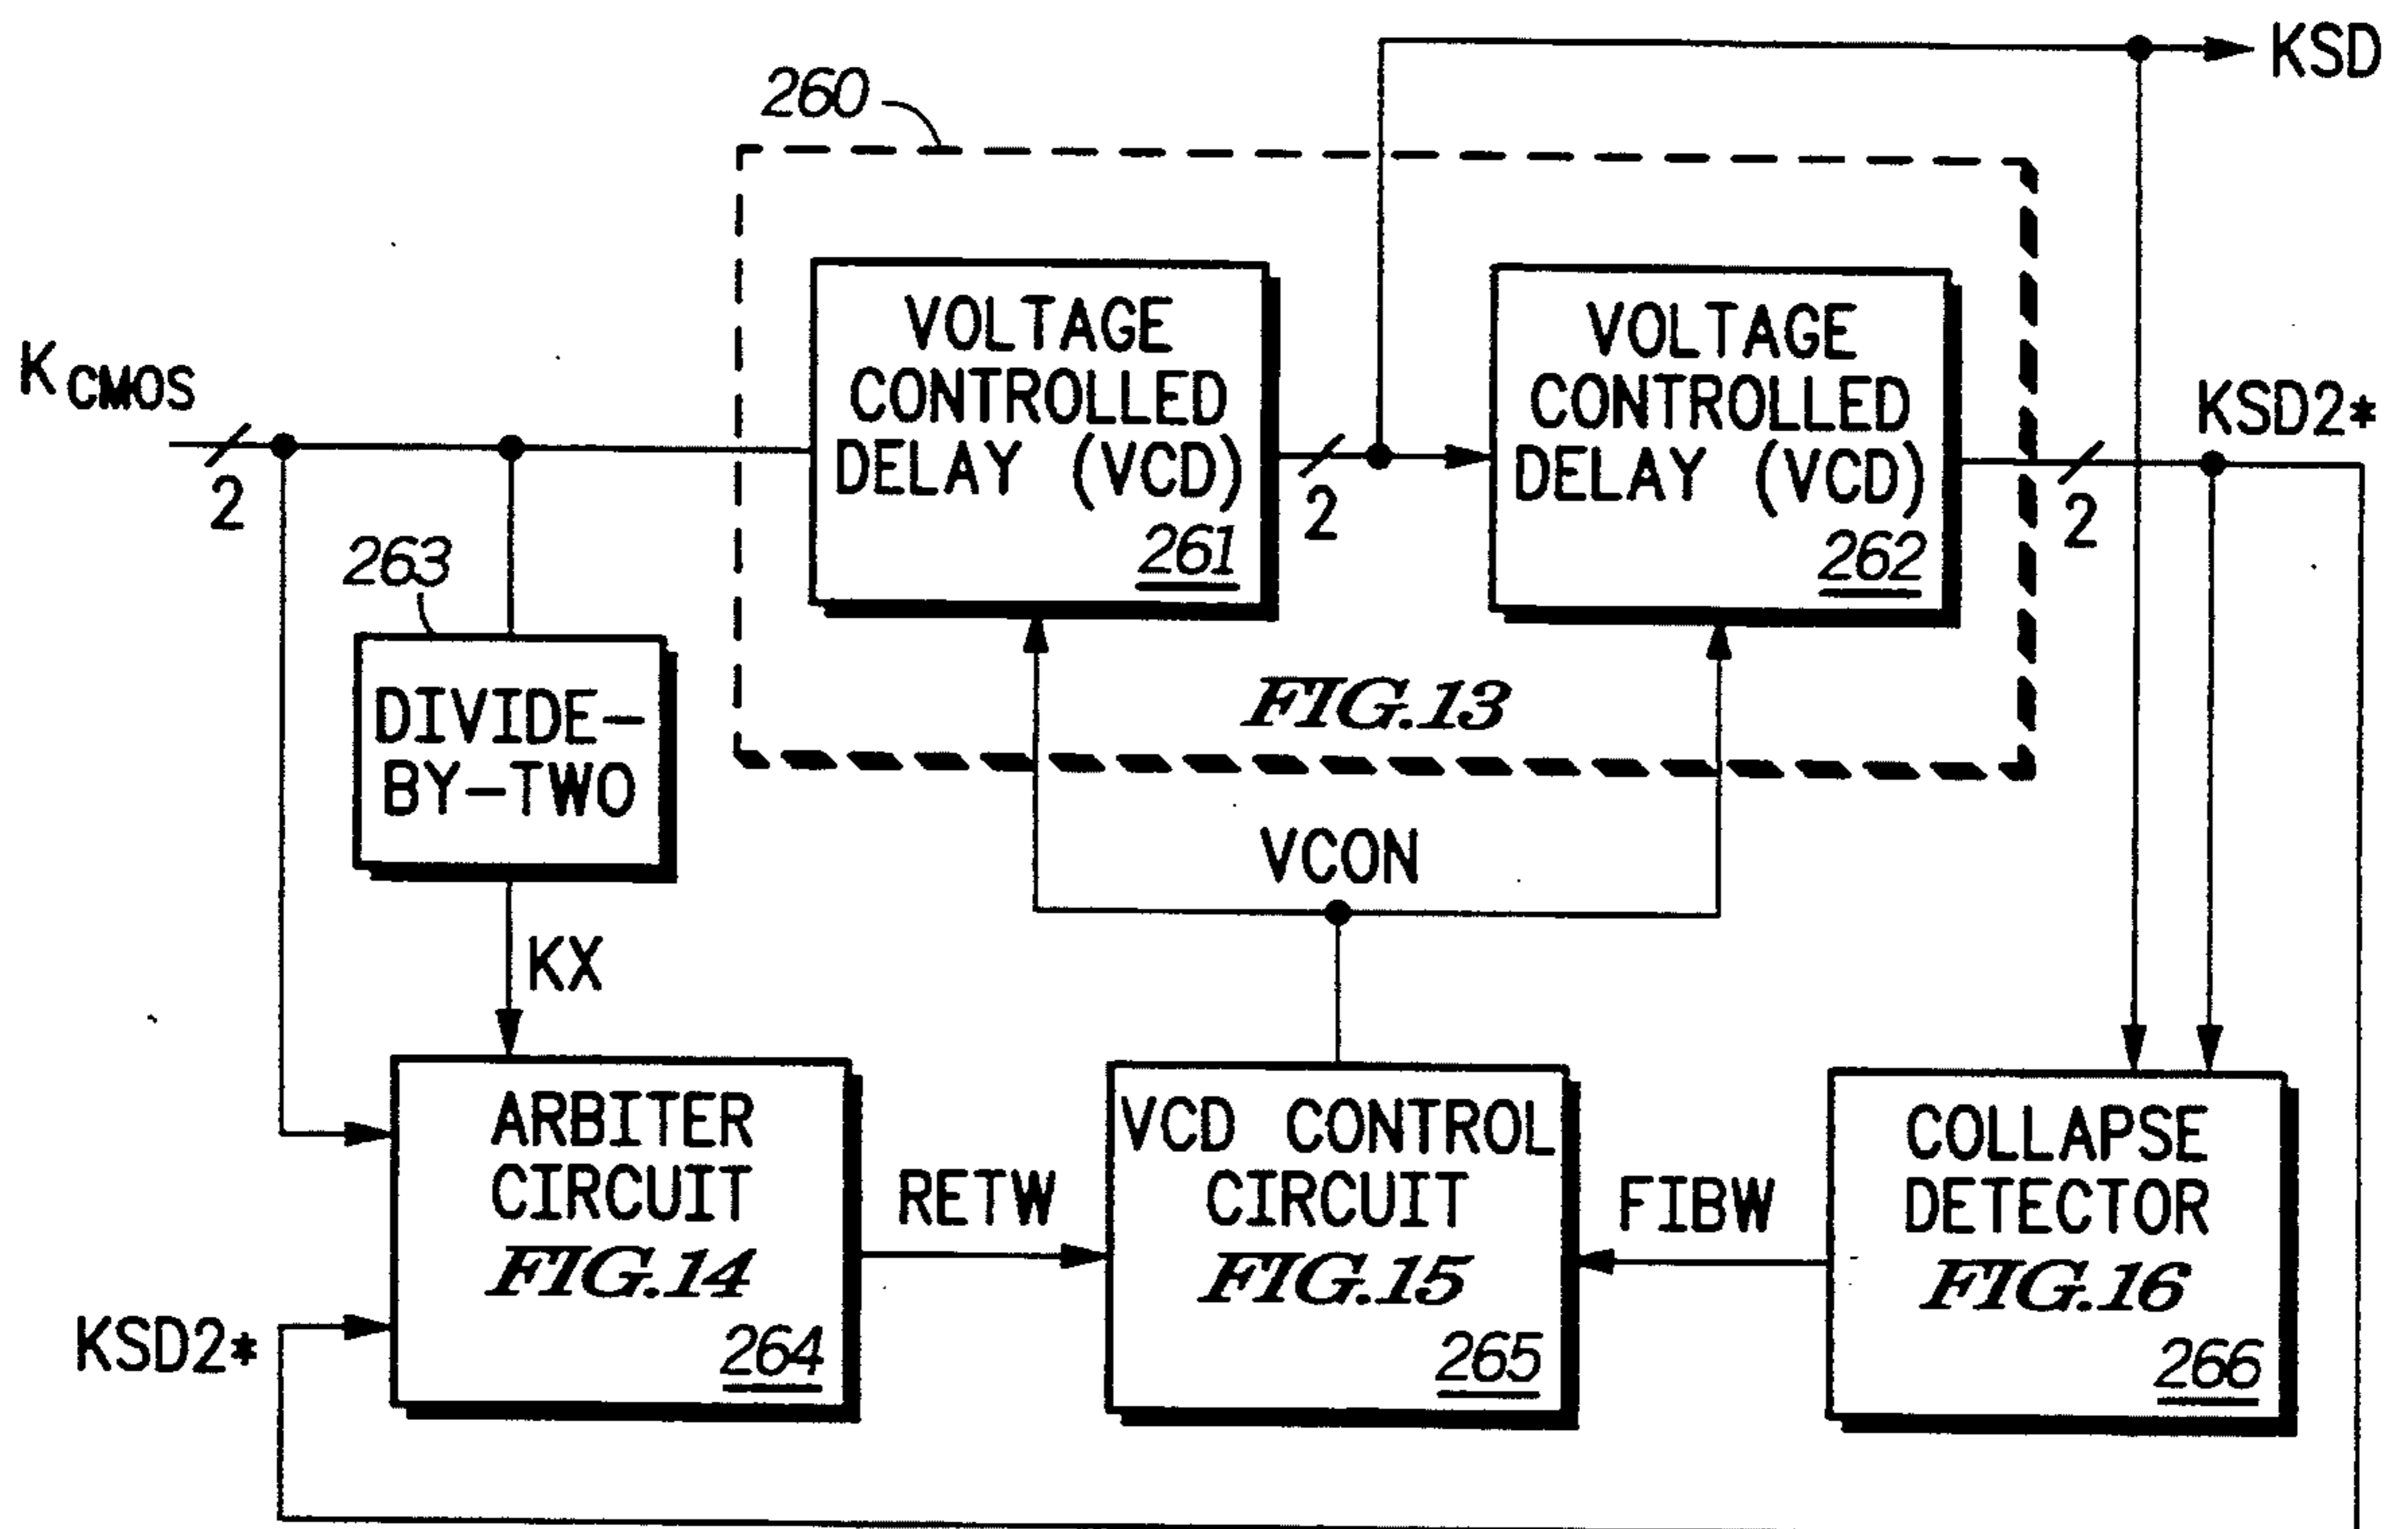 KSD
260
K CMOS
2
VOLTAGE
CONTROLLED
DELAY (VCD)
261
2
VOLTAGE
CONTROLLED
DELAY (VCD)
262
2
KSD2*
263
DIVIDE-
BY-TWO
FIG.13
VCON
KX
ARBITER
CIRCUIT
FIG.14
264
RETW
VCD CONTROL
CIRCUIT
FIG.15
265
FIBW
COLLAPSE
DETECTOR
FIG.16
266
KSD2*